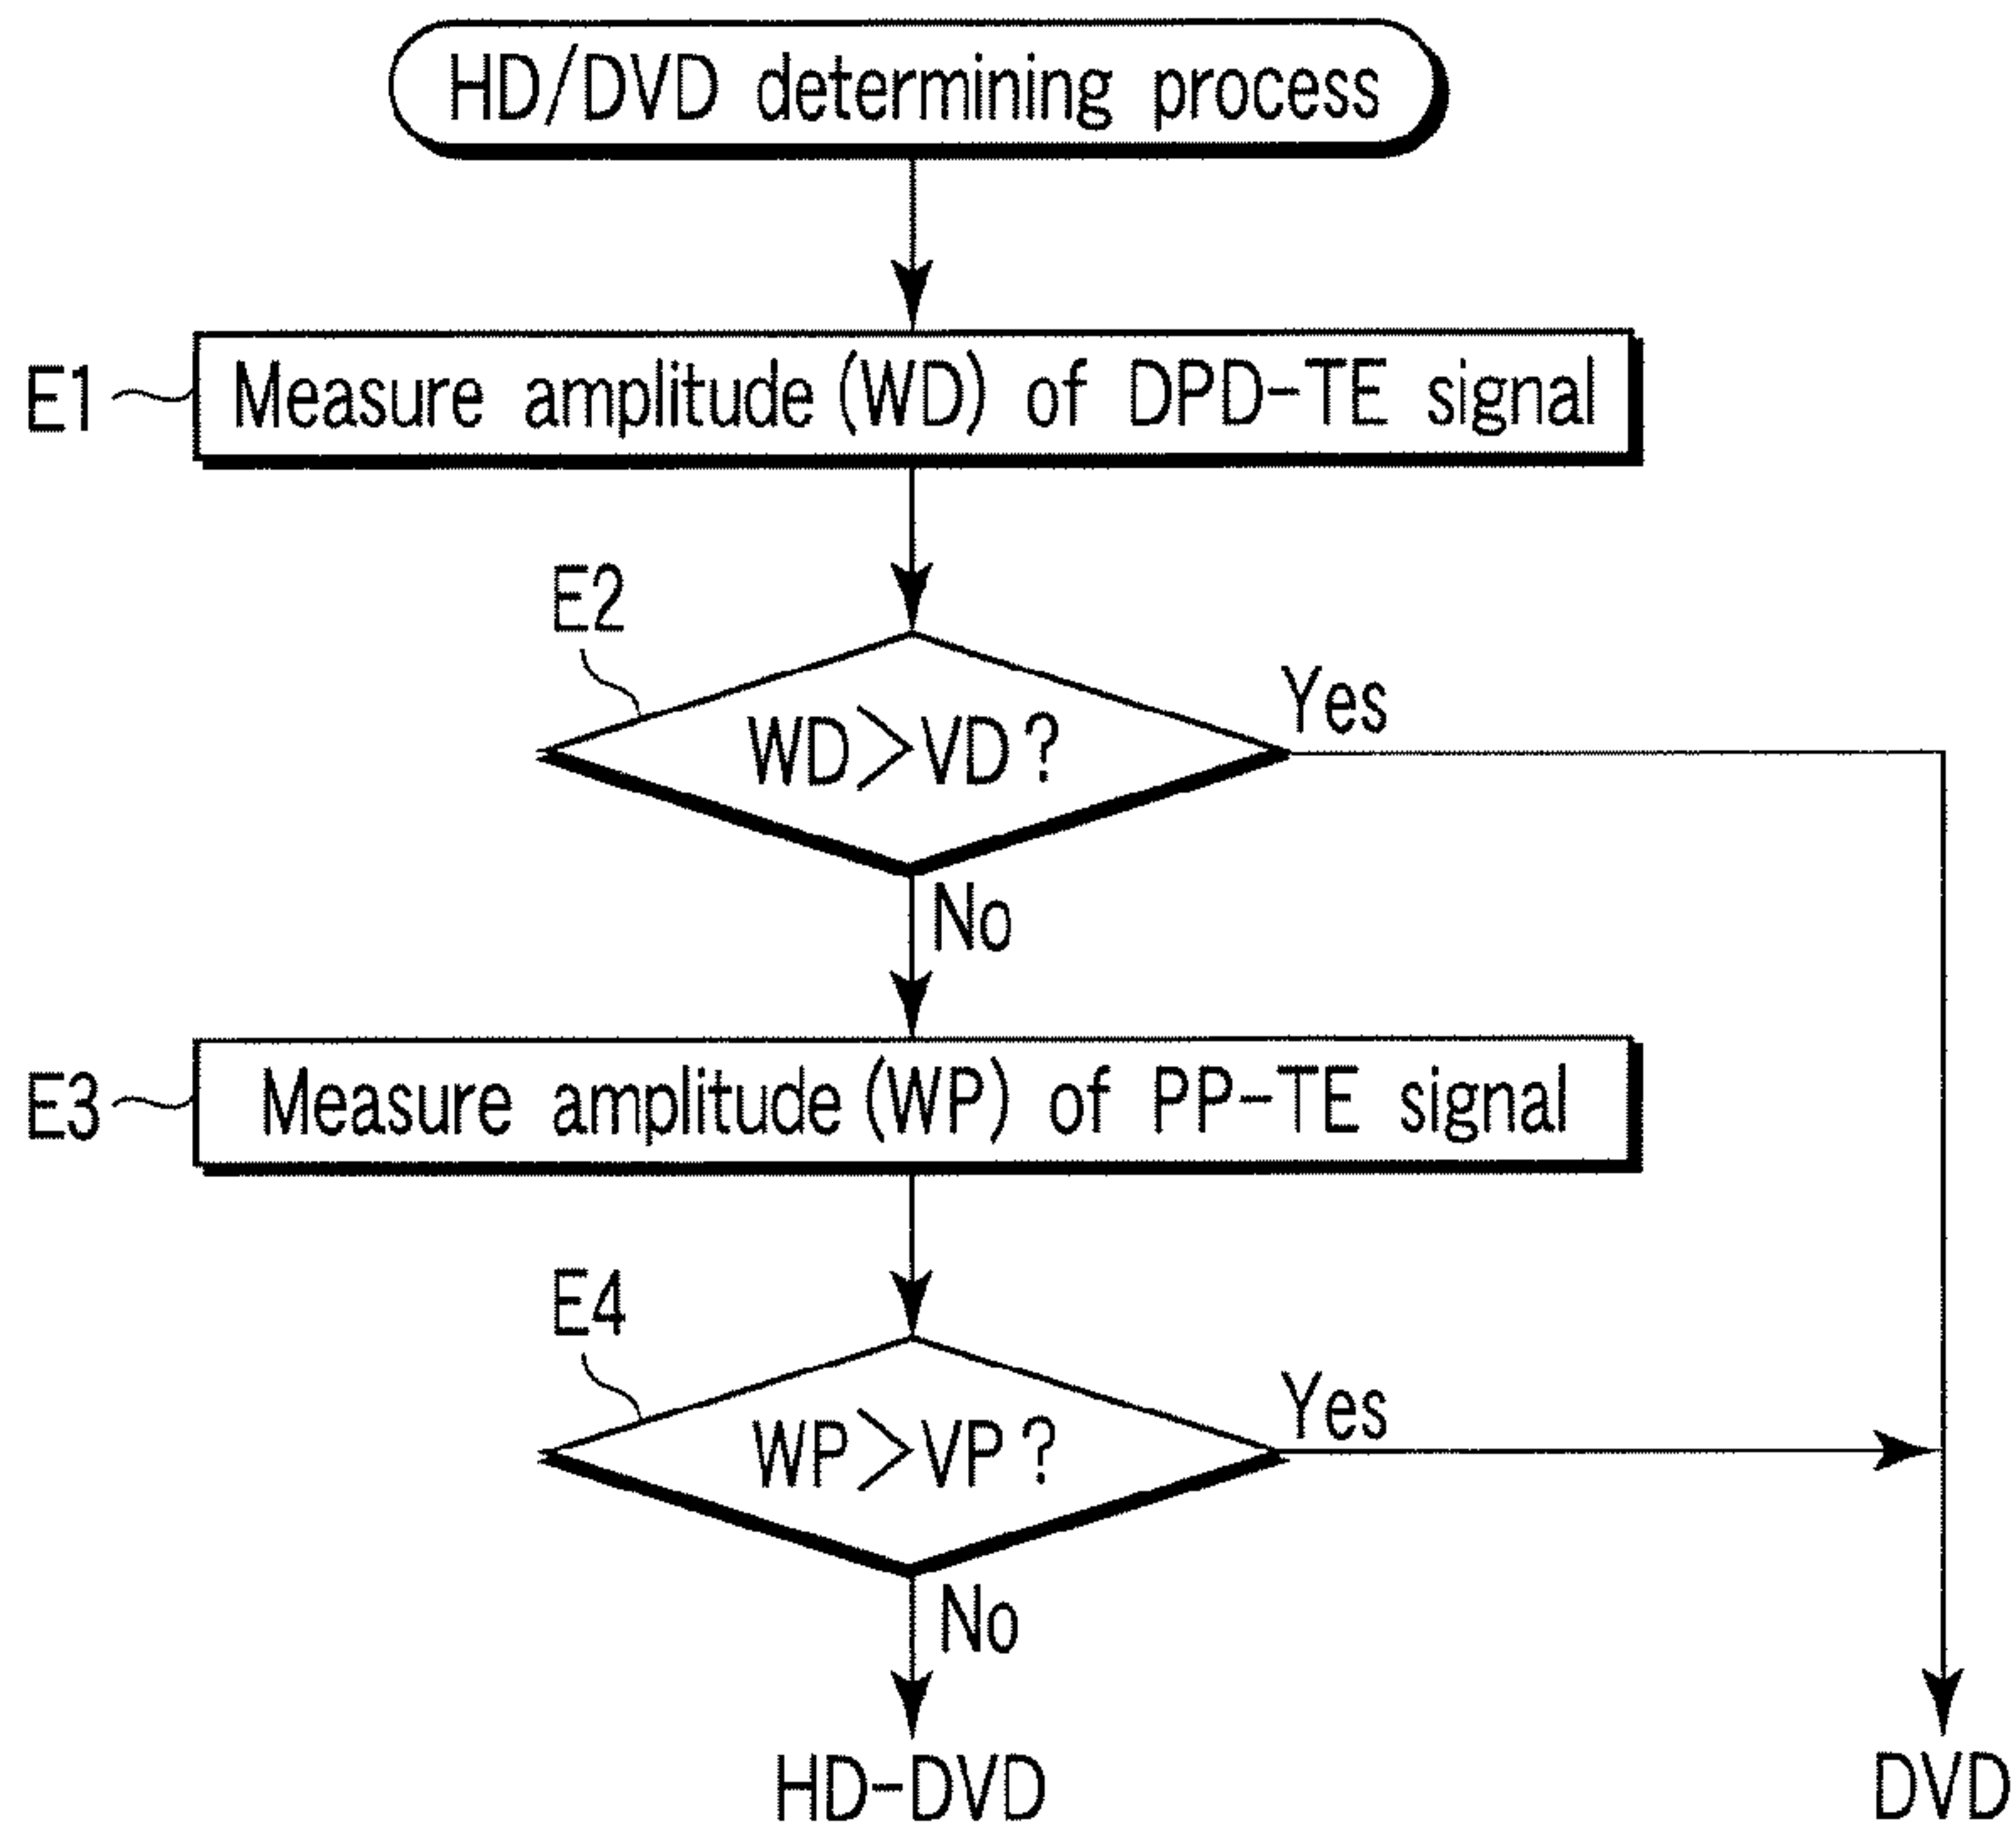 HD/DVD determining process
E1
Measure amplitude (WD) of DPD-TE signal
E2
WD>VD?
Yes
No
E3
Measure amplitude (WP) of PP-TE signal
E4
WP>VP?
Yes
No
HD-DVD
DVD